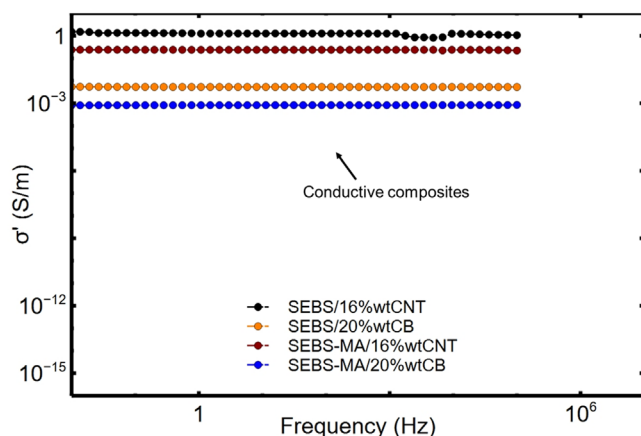 1
10⁻³
σ' (S/m)
Conductive composites
10⁻¹²
10⁻¹⁵
SEBS/16%wtCNT
SEBS/20%wtCB
SEBS-MA/16%wtCNT
SEBS-MA/20%wtCB
1
10⁶
Frequency (Hz)